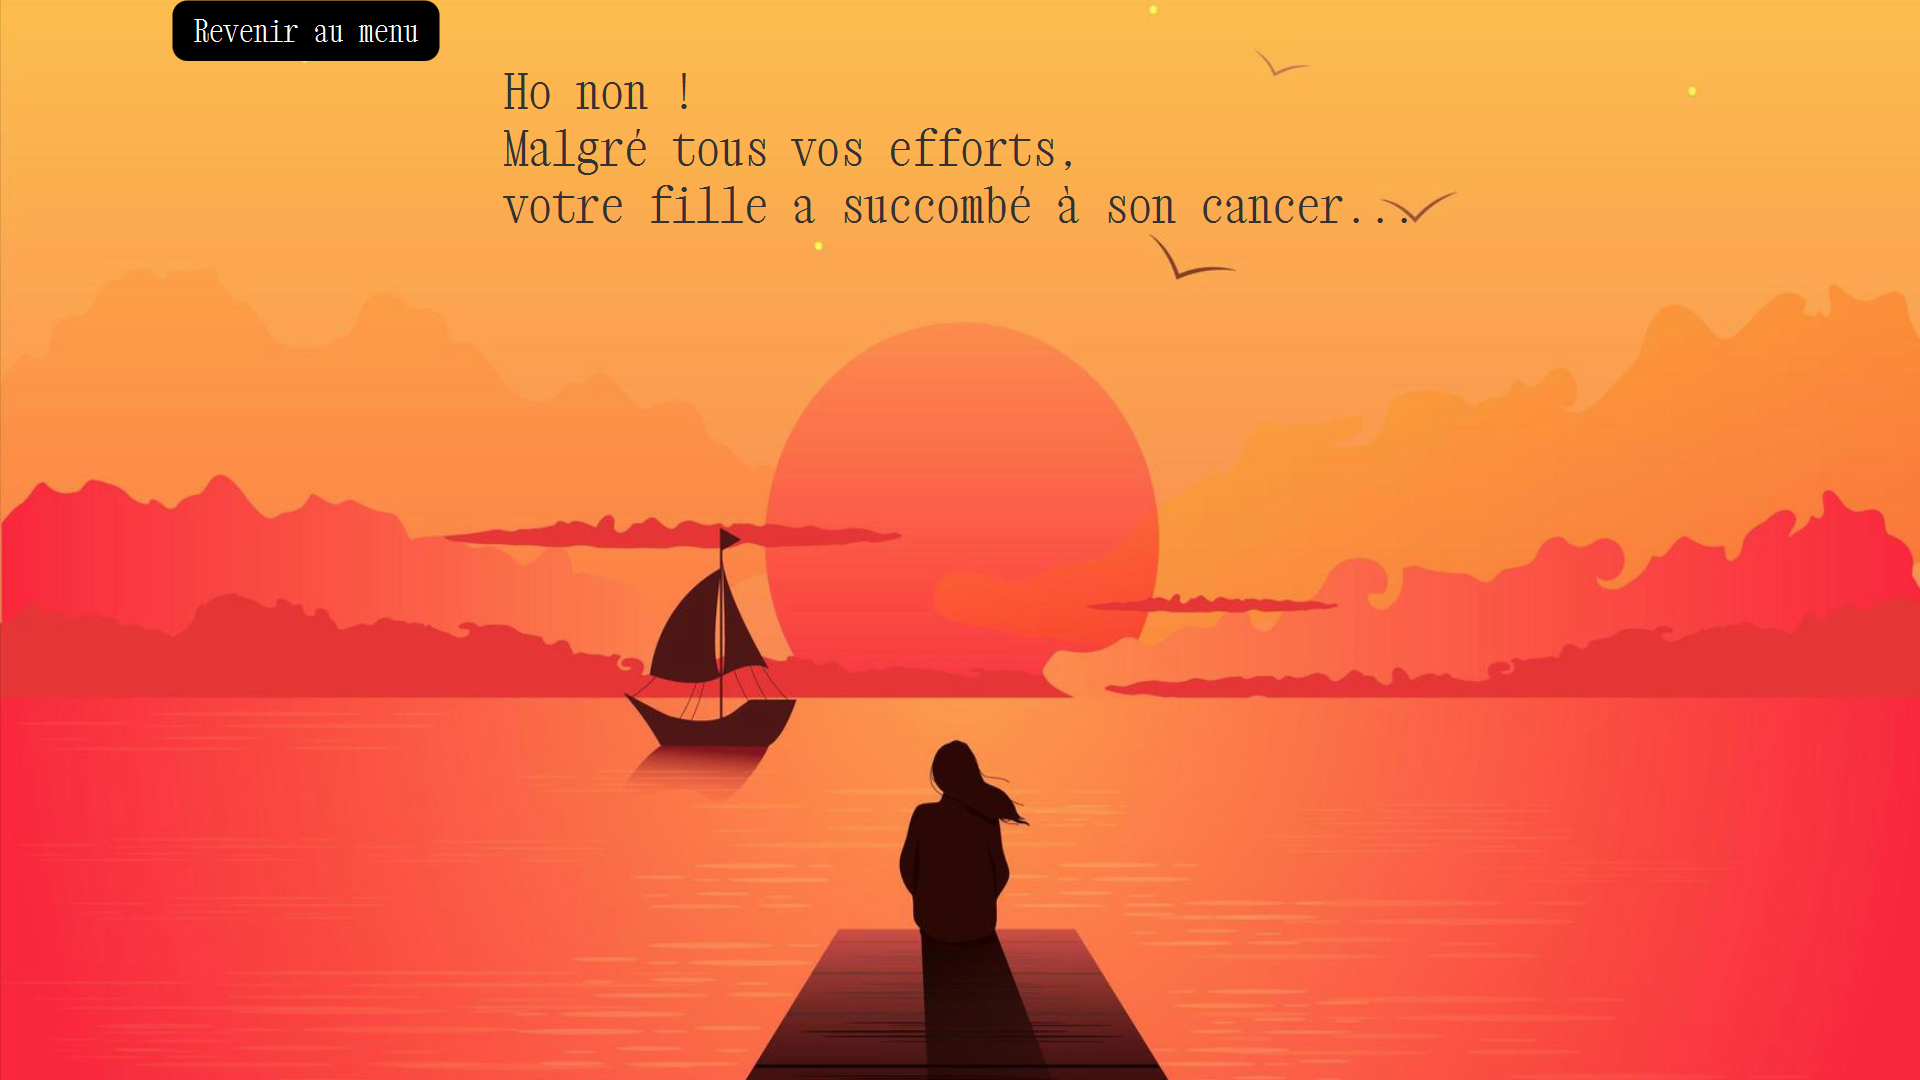 Revenir au menu
Ho non !
Malgré tous vos efforts,
votre fille a succombé à son cancer...